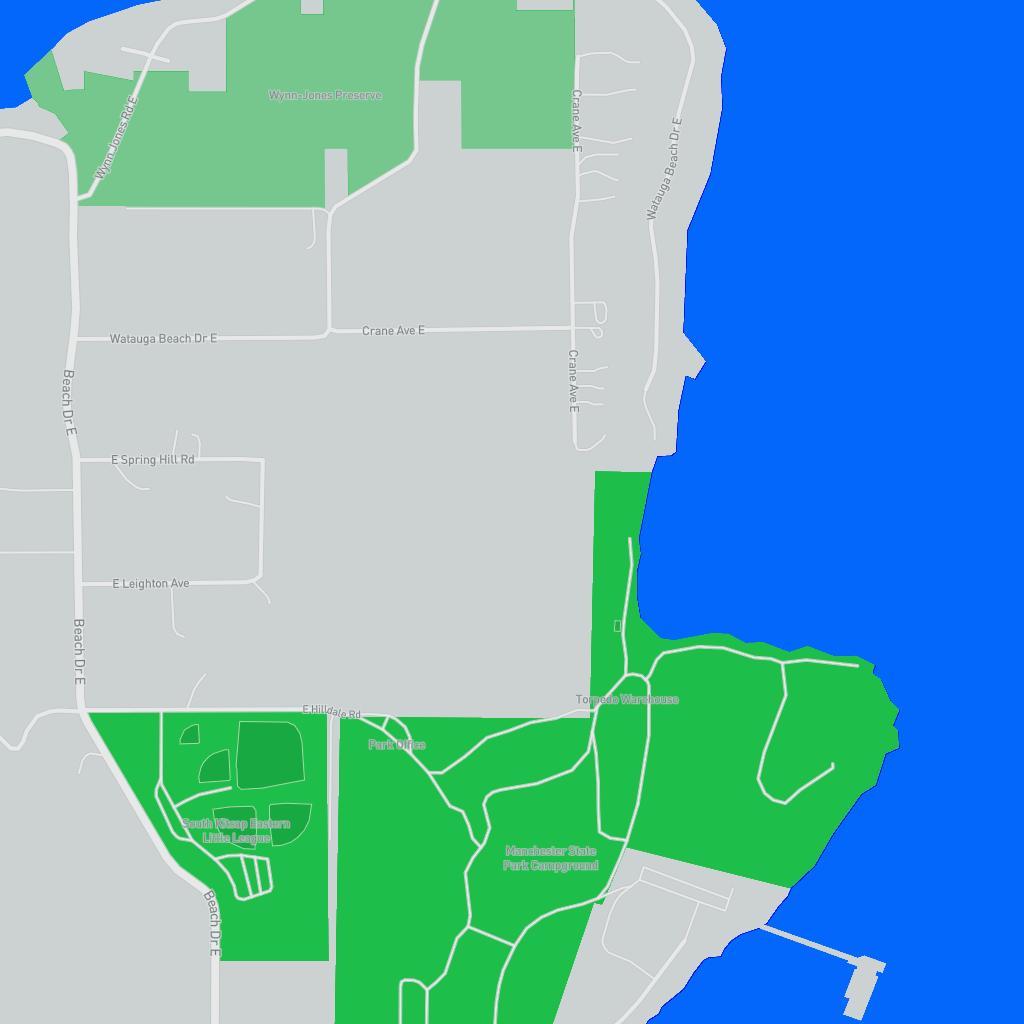 Wynn-Jones Preserve
Wynn Jones Rd E
Crane Ave E
Watauga Beach Dr E
Watauga Beach Dr E
Crane Ave E
Crane Ave E
Beach Dr E
E Spring Hill Rd
E Leighton Ave
Beach Dr E
Torpedo Warehouse
E Hilldale Rd
Park Office
South Kitsap Eastern
Little League
Manchester State
Park Campground
Beach Dr E